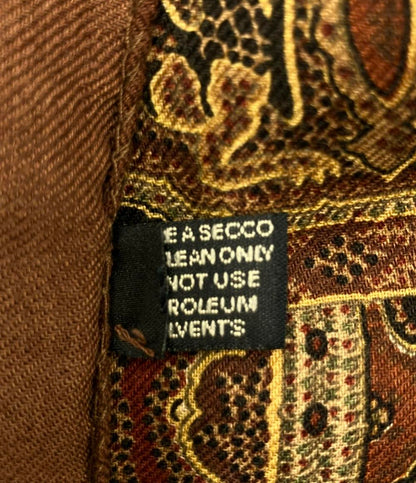 E A SECCO
LEAN ONLY
NOT USE
ROLEUM
LVENTS